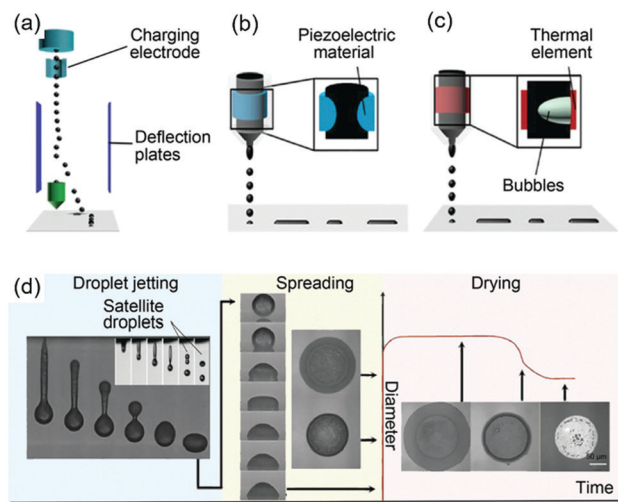 (a)
Charging
electrode
Deflection
plates
(b)
Piezoelectric
material
(c)
Thermal
element
Bubbles
(d)
Droplet jetting
Satellite
droplets
Spreading
Drying
Diameter
50 µm
Time